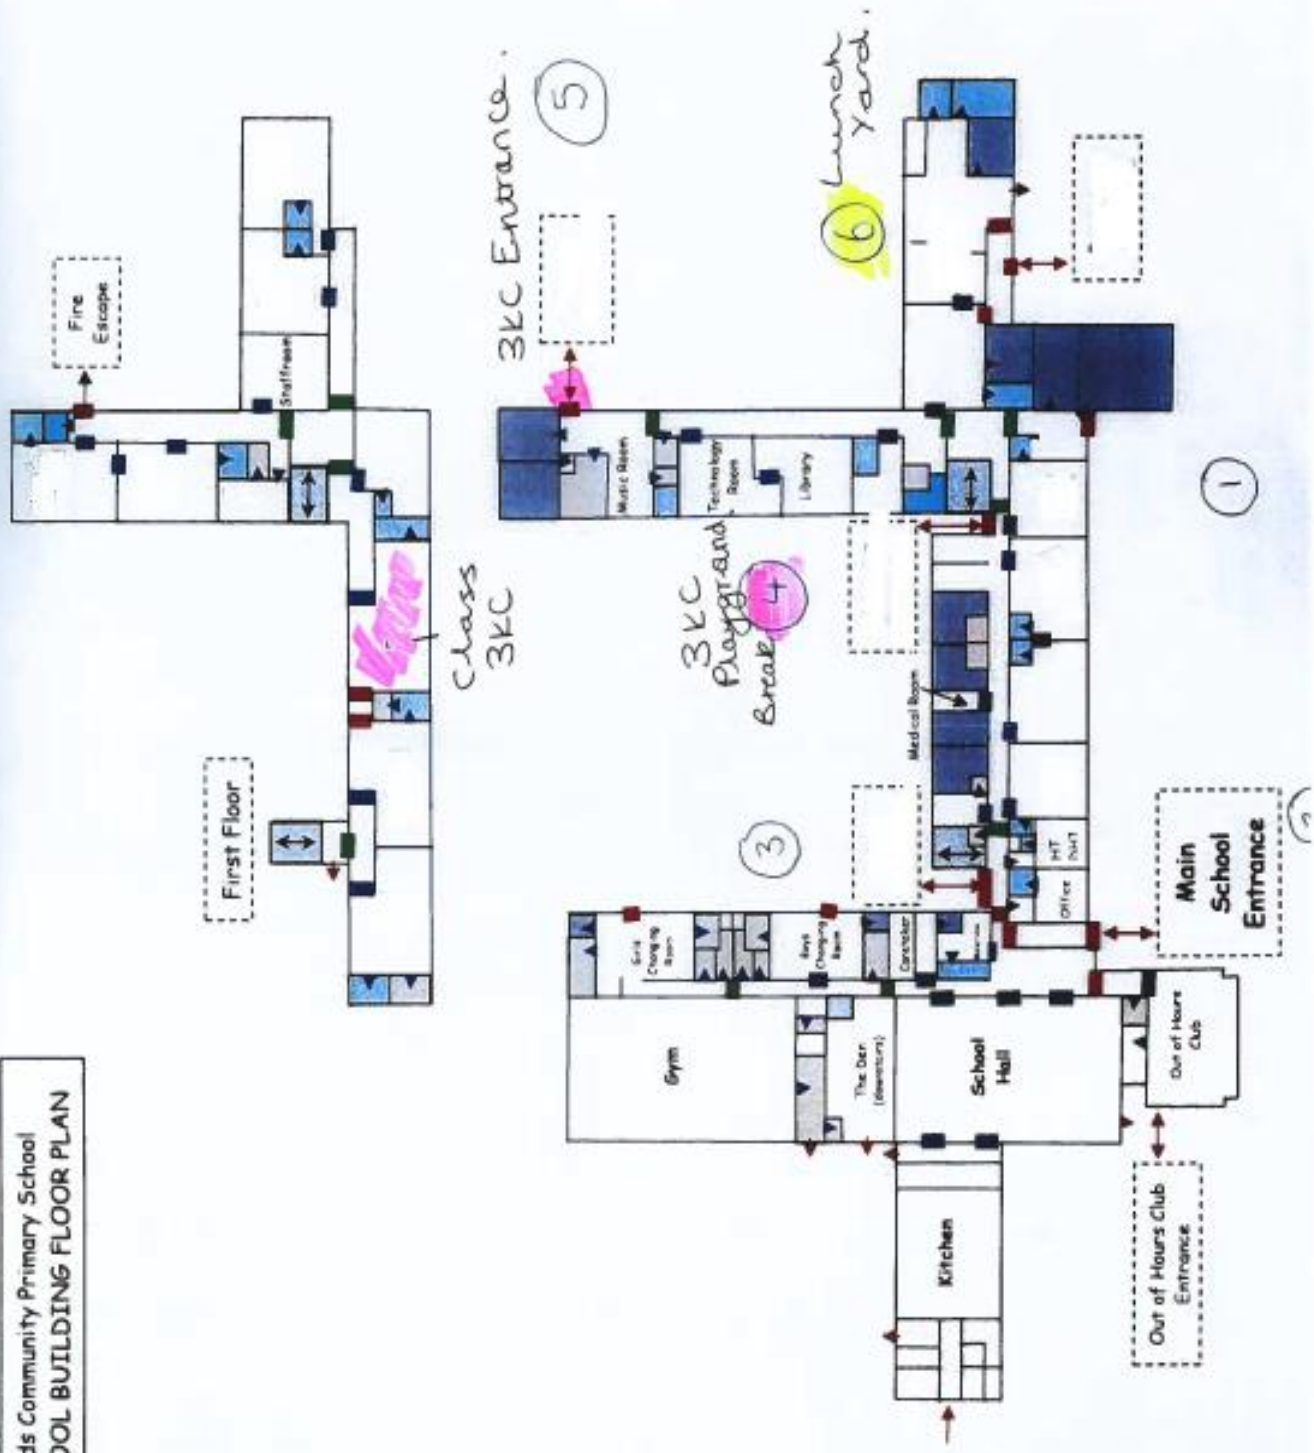 ds Community Primary School
OOL BUILDING FLOOR PLAN
First Floor
Fire
Escape
Staffroom
Class
3KC
3KC Entrance.
5
Music Room
Technology
Room
Library
3KC
Playground
Break
4
6
Lunch
Yard.
1
3
Medical Room
HT
DHT
Office
Main
School
Entrance
Girls
Changing
Room
Boys
Changing
Room
Caretaker
Gym
The Den
(downstairs)
School
Hall
Out of Hours
Club
Kitchen
Out of Hours Club
Entrance